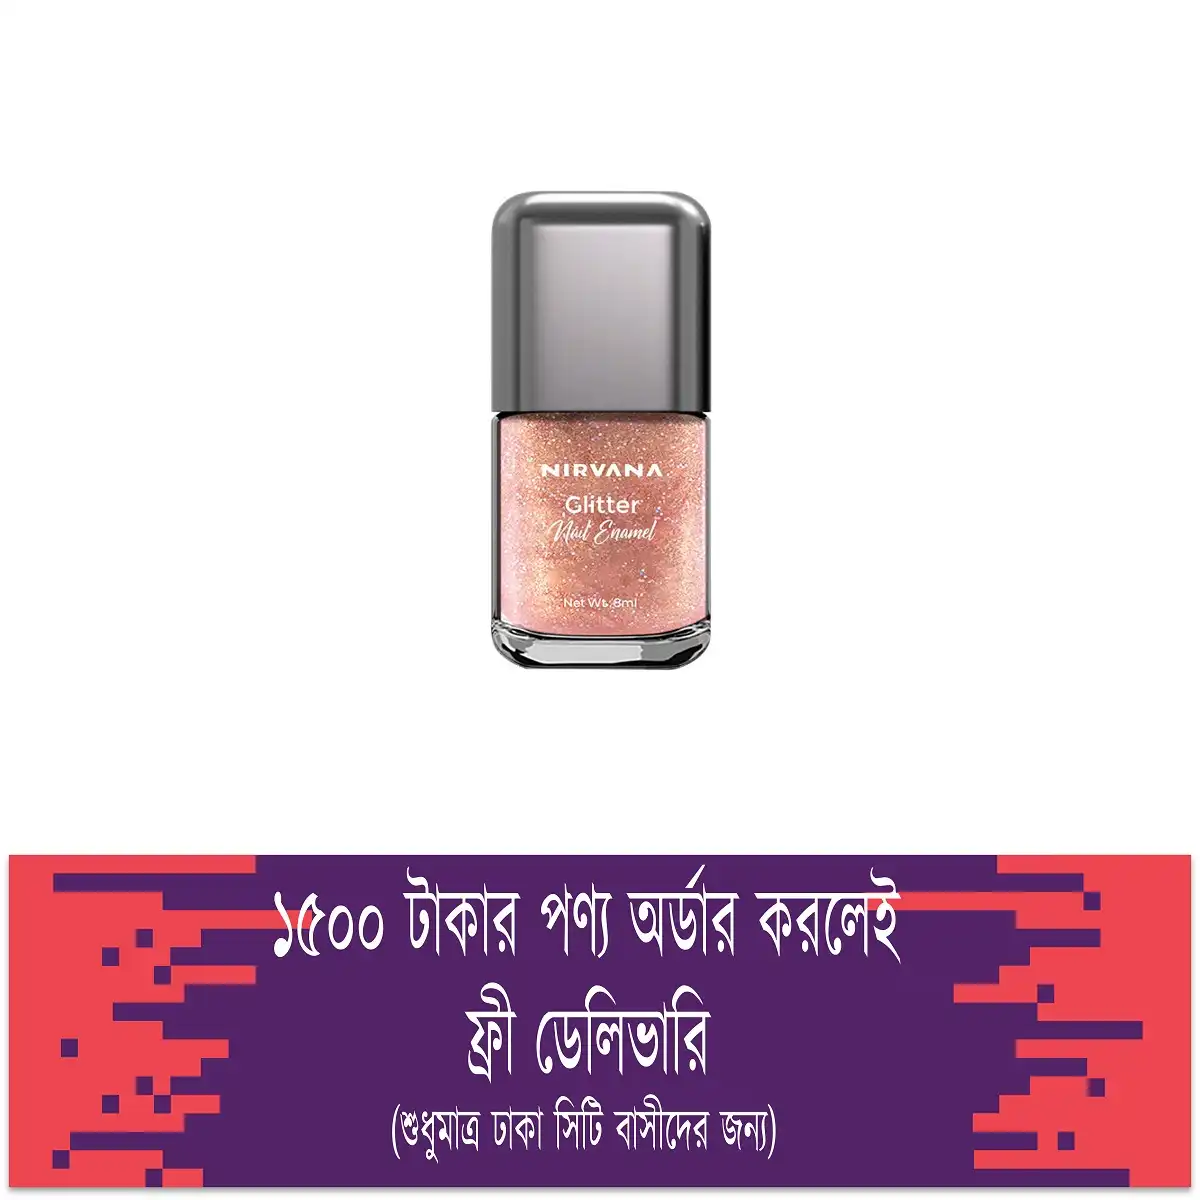 NIRVANA
Glitter
Nail Enamel
Net Wt. 8ml
১৫০০ টাকার পণ্য অর্ডার করলেই
ফ্রী ডেলিভারি
(শুধুমাত্র ঢাকা সিটি বাসীদের জন্য)